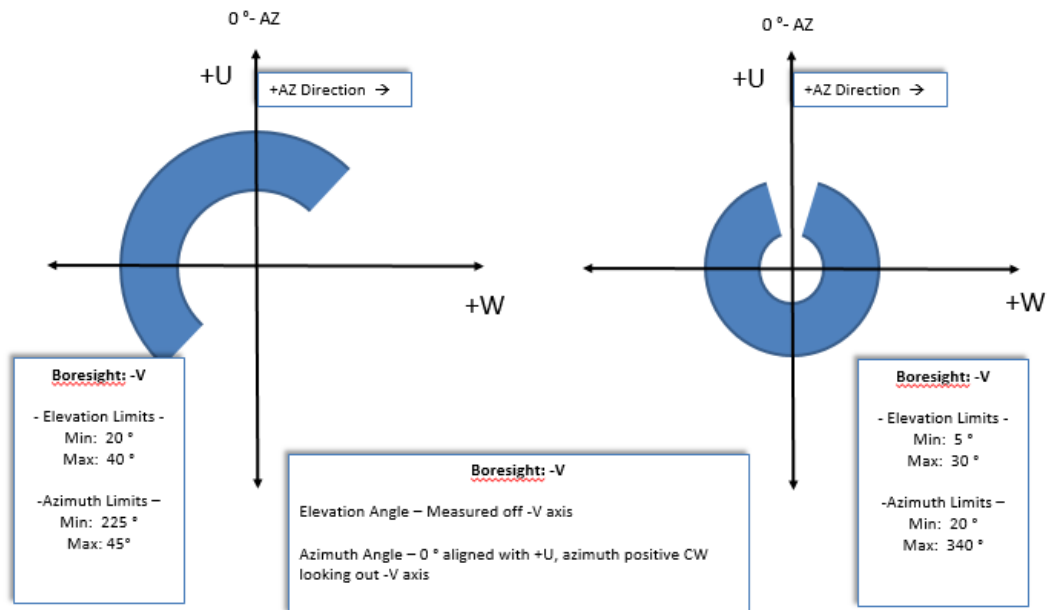 0 °- AZ
+U
+AZ Direction →
+W
0 °- AZ
+U
+AZ Direction →
+W
Boresight: -V
- Elevation Limits -
Min: 20 °
Max: 40 °
-Azimuth Limits –
Min: 225 °
Max: 45°
Boresight: -V
Elevation Angle – Measured off -V axis
Azimuth Angle – 0 ° aligned with +U, azimuth positive CW
looking out -V axis
Boresight: -V
- Elevation Limits -
Min: 5 °
Max: 30 °
-Azimuth Limits –
Min: 20 °
Max: 340 °